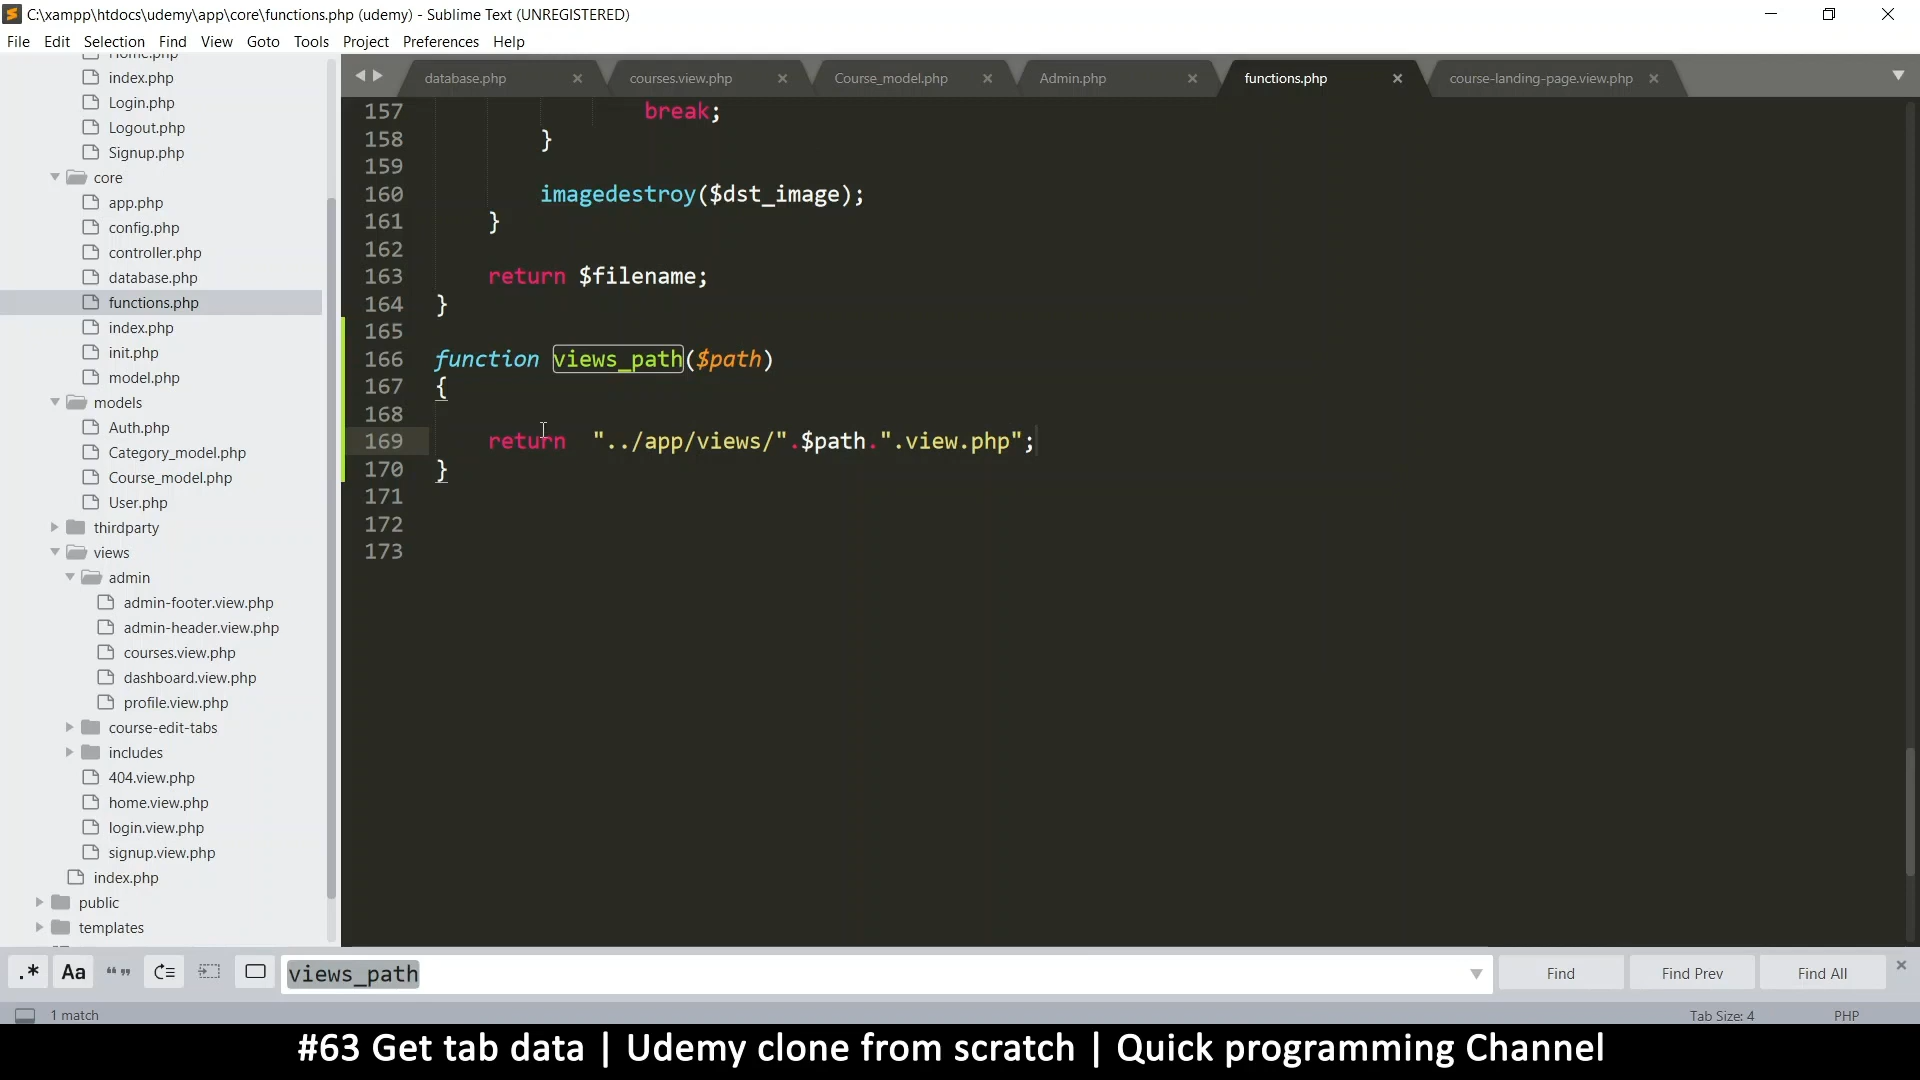 C:\xampp\htdocs\udemy\app\core\functions.php (udemy) - Sublime Text (UNREGISTERED)
File Edit Selection Find View Goto Tools Project Preferences Help
Home.php
index.php
Login.php
Logout.php
Signup.php
core
app.php
config.php
controller.php
database.php
functions.php
index.php
init.php
model.php
models
Auth.php
Category_model.php
Course_model.php
User.php
thirdparty
views
admin
admin-footer.view.php
admin-header.view.php
courses.view.php
dashboard.view.php
profile.view.php
course-edit-tabs
includes
404.view.php
home.view.php
login.view.php
signup.view.php
index.php
public
templates
database.php courses.view.php Course_model.php Admin.php functions.php course-landing-page.view.php
157 break;
158 }
159
160 imagedestroy($dst_image);
161 }
162
163 return $filename;
164 }
165
166 function views_path($path)
167 {
168
169 return "../app/views/".$path.".view.php";
170 }
171
172
173
.* Aa “” views_path Find Find Prev Find All
1 match Tab Size: 4 PHP
#63 Get tab data | Udemy clone from scratch | Quick programming Channel